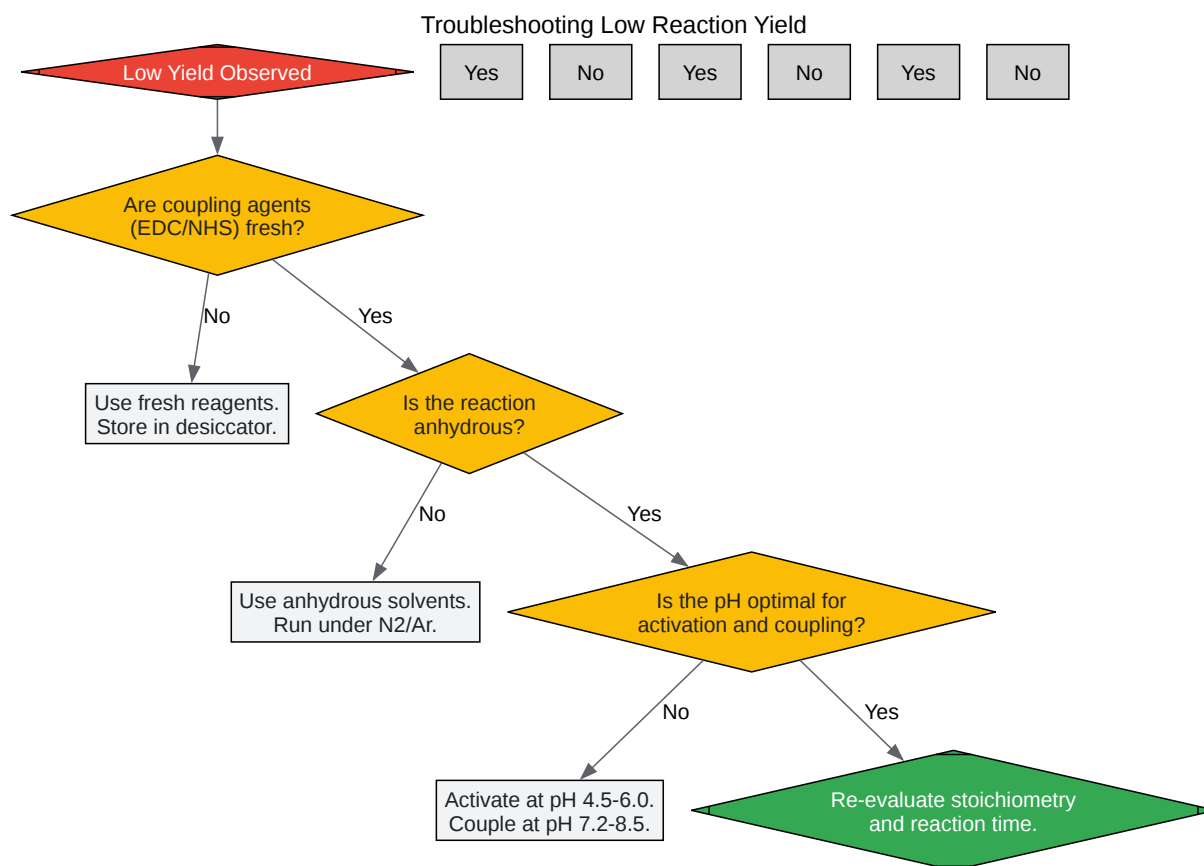 Troubleshooting Low Reaction Yield
Low Yield Observed
Yes
No
Yes
No
Yes
No
Are coupling agents
(EDC/NHS) fresh?
No
Yes
Use fresh reagents.
Store in desiccator.
Is the reaction
anhydrous?
No
Yes
Use anhydrous solvents.
Run under N2/Ar.
Is the pH optimal for
activation and coupling?
No
Yes
Activate at pH 4.5-6.0.
Couple at pH 7.2-8.5.
Re-evaluate stoichiometry
and reaction time.